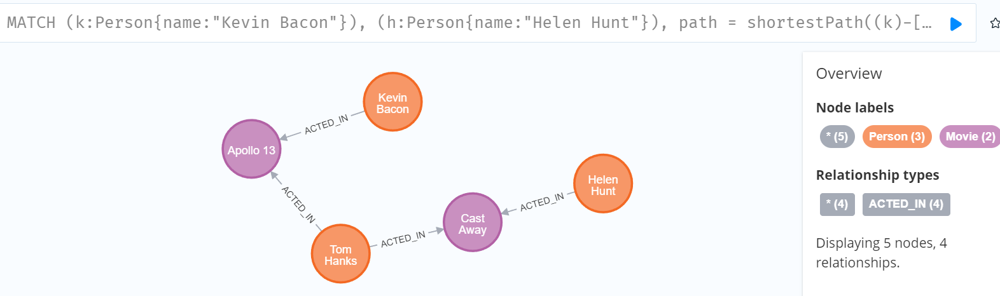 MATCH (k:Person{name:"Kevin Bacon"}), (h:Person{name:"Helen Hunt"}), path = shortestPath((k)-[…
Kevin
Bacon
ACTED_IN
Apollo 13
ACTED_IN
Tom
Hanks
ACTED_IN
Cast
Away
ACTED_IN
Helen
Hunt
Overview
Node labels
* (5) Person (3) Movie (2)
Relationship types
* (4) ACTED_IN (4)
Displaying 5 nodes, 4
relationships.